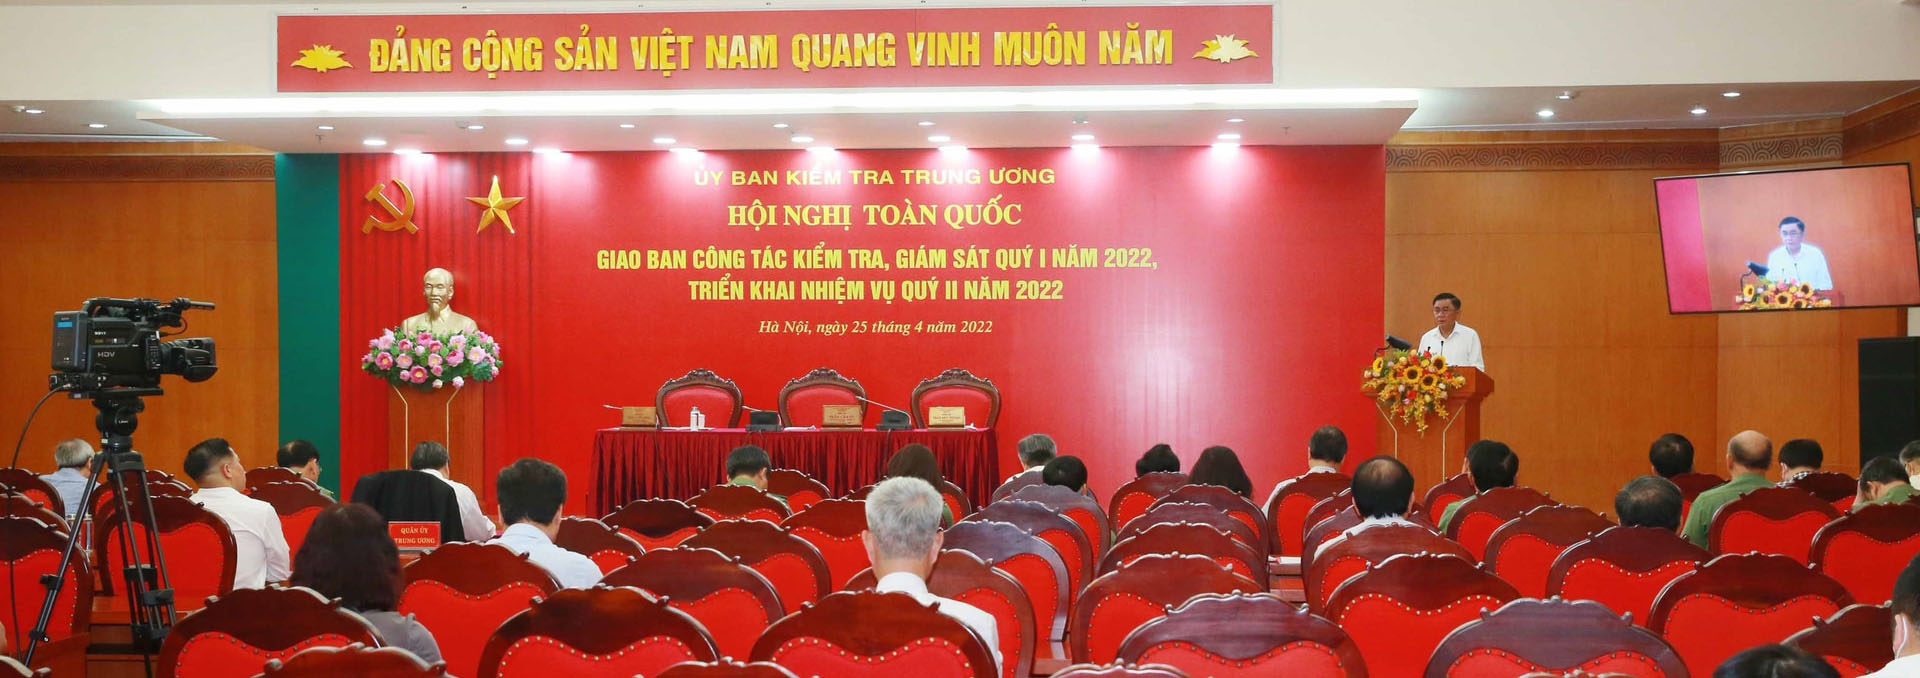 ĐẢNG CỘNG SẢN VIỆT NAM QUANG VINH MUÔN NĂM
ỦY BAN KIỂM TRA TRUNG ƯƠNG
HỘI NGHỊ TOÀN QUỐC
GIAO BAN CÔNG TÁC KIỂM TRA, GIÁM SÁT QUÝ I NĂM 2022,
TRIỂN KHAI NHIỆM VỤ QUÝ II NĂM 2022
Hà Nội, ngày 25 tháng 4 năm 2022
SONY
HDV
QUÂN ỦY
TRUNG ƯƠNG